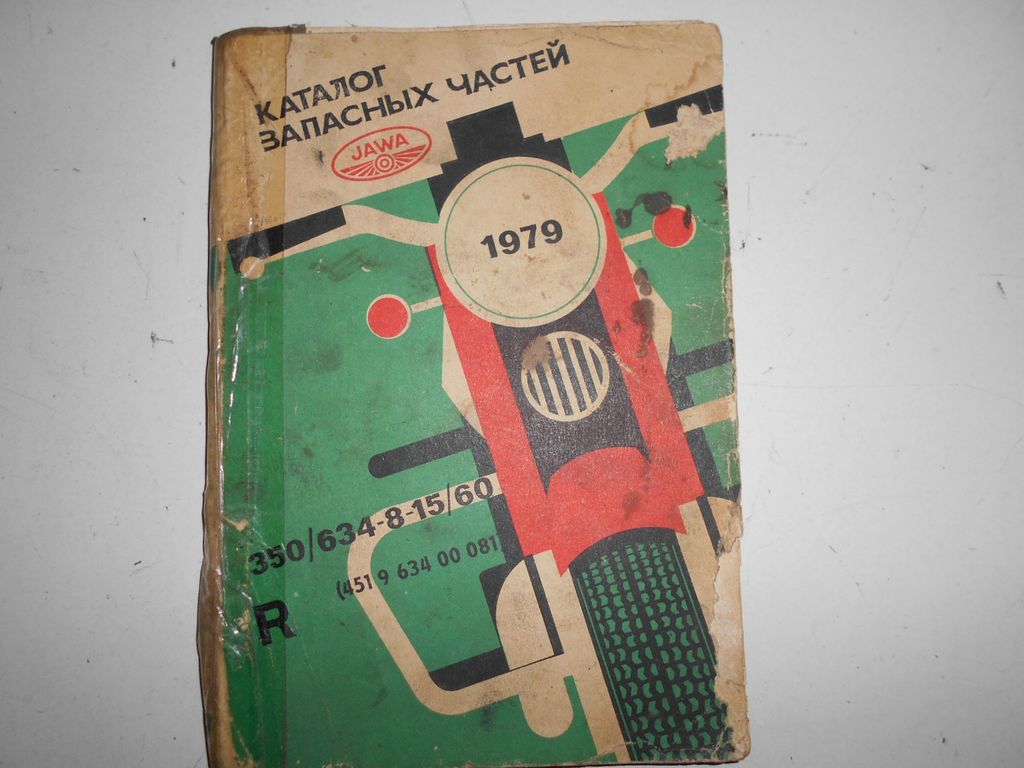 КАТАЛОГ
ЗАПАСНЫХ ЧАСТЕЙ
JAWA
1979
350/634-8-15/60
(451 9 634 00 081)
R